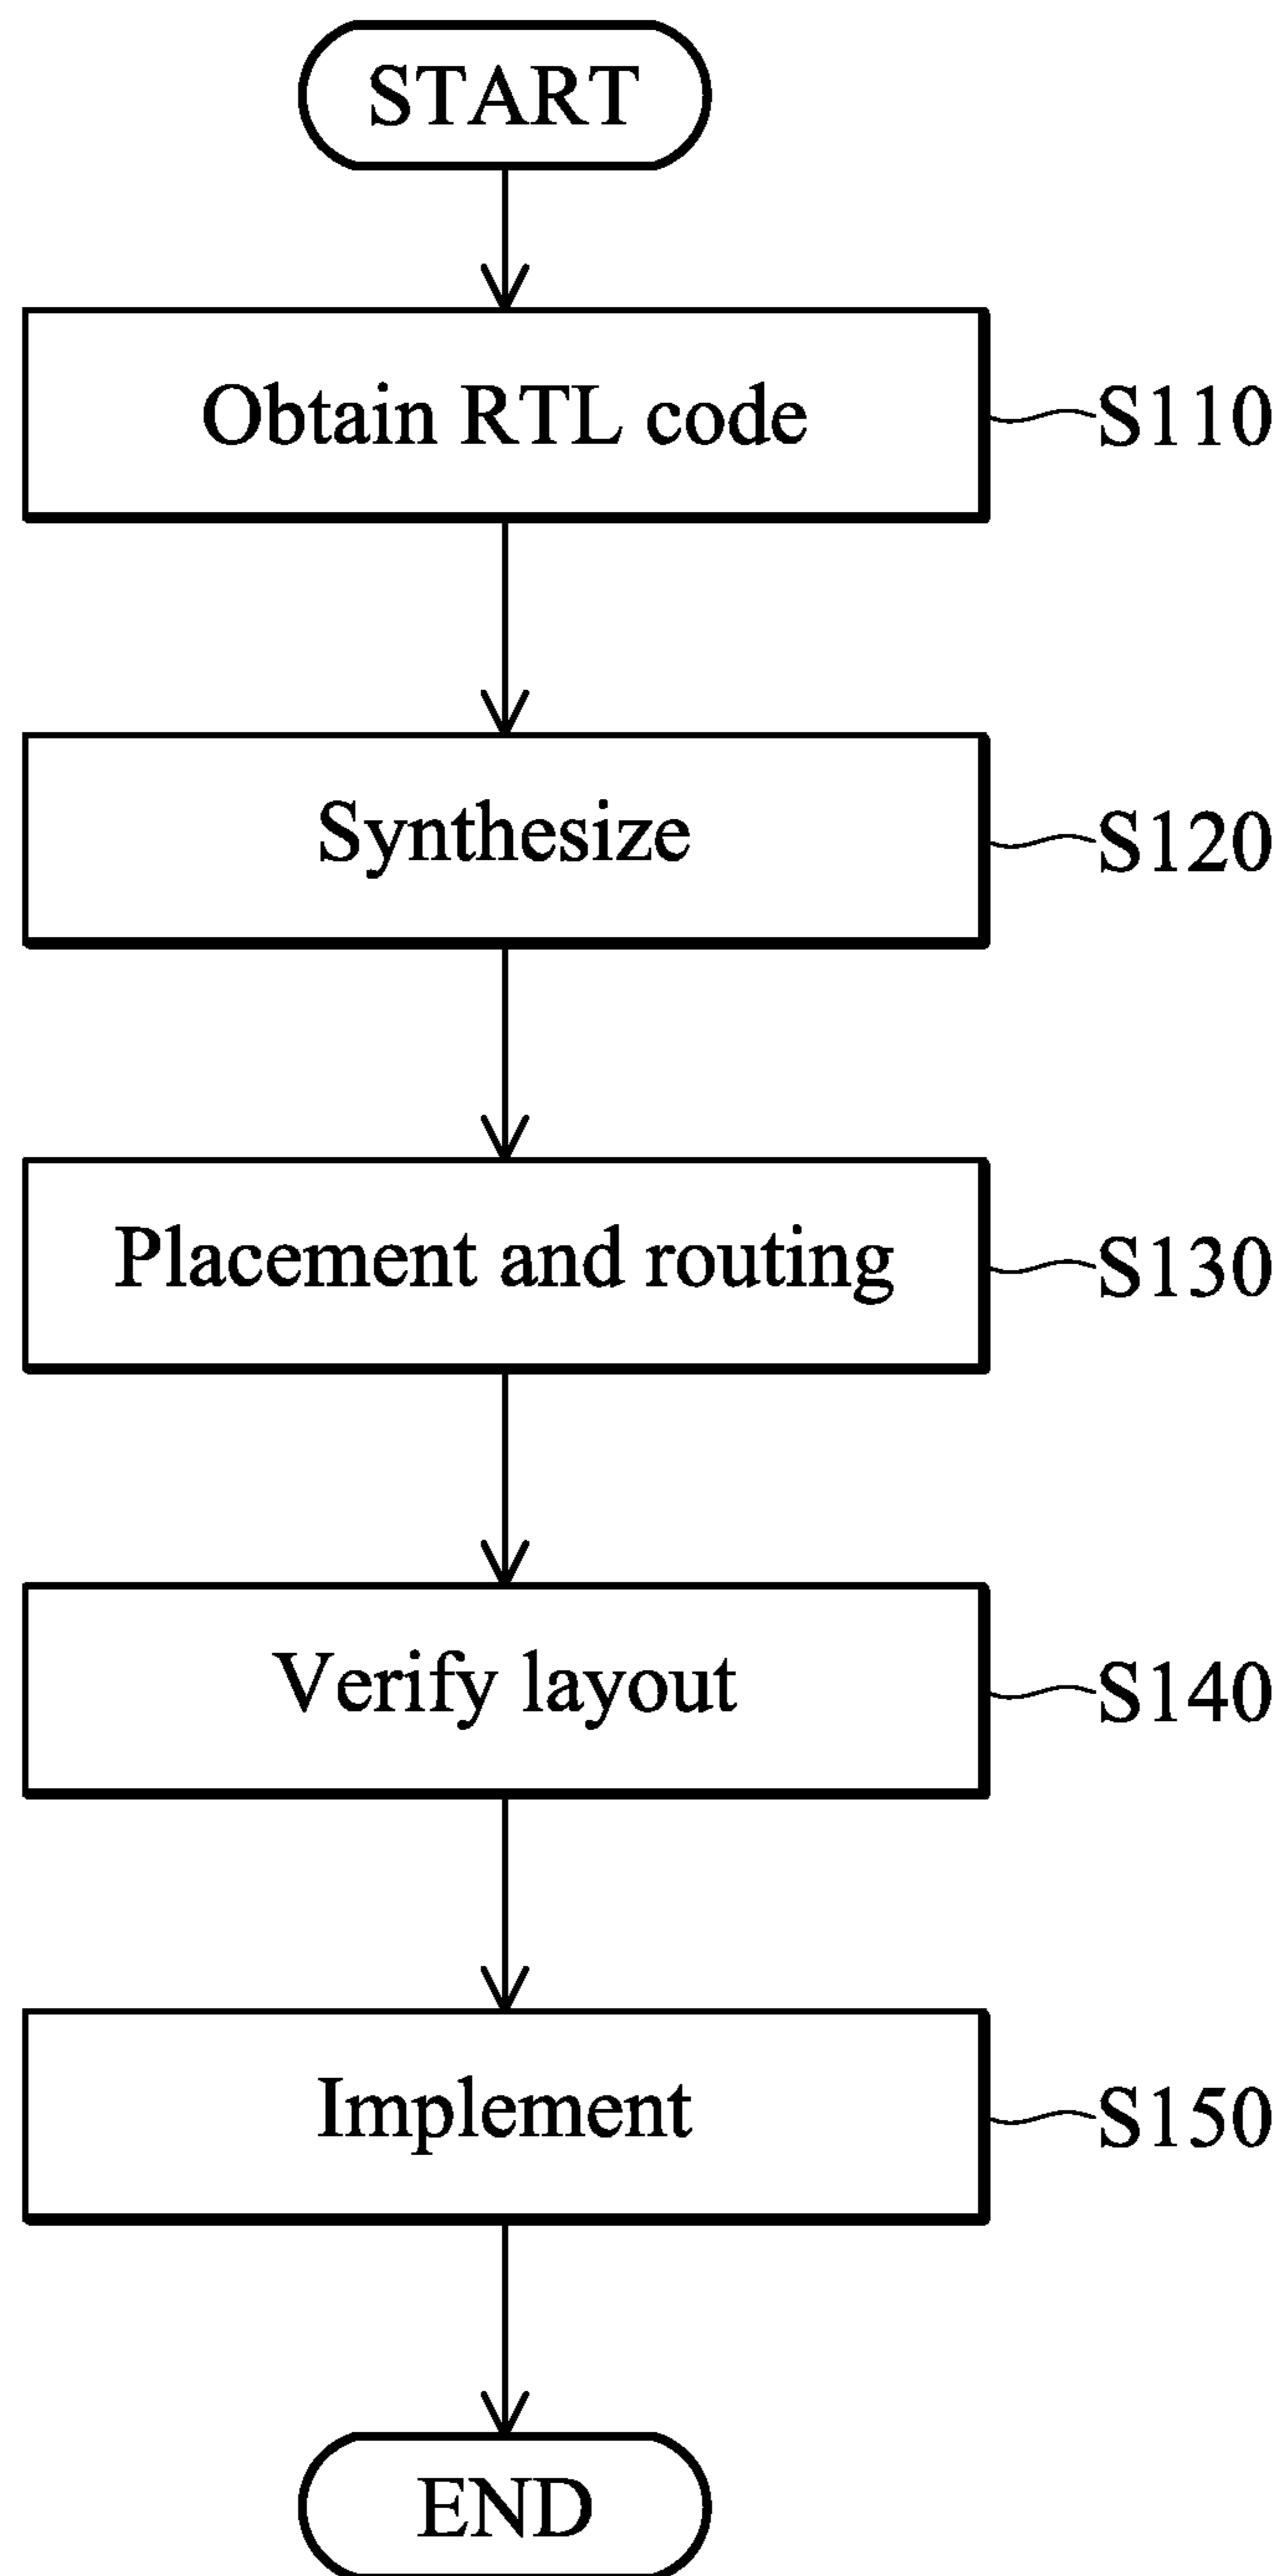 START
Obtain RTL code
S110
Synthesize
S120
Placement and routing
S130
Verify layout
S140
Implement
S150
END